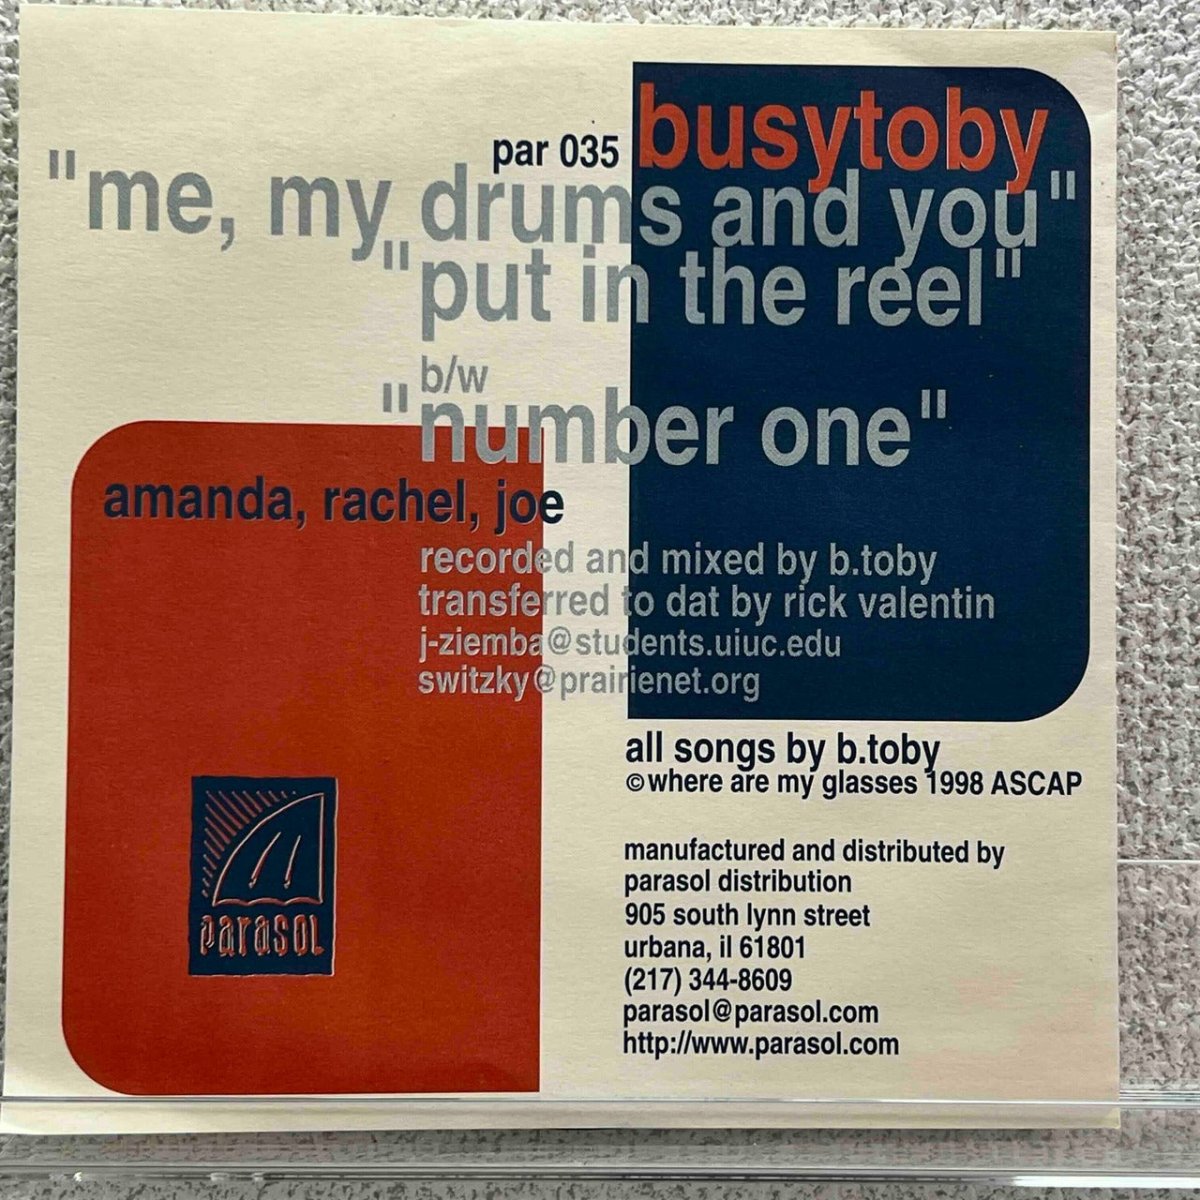 par 035 busytoby
"me, my drums and you"
"put in the reel"
b/w
"number one"
amanda, rachel, joe
recorded and mixed by b.toby
transferred to dat by rick valentin
j-ziemba@students.uiuc.edu
switzky@prairienet.org
all songs by b.toby
©where are my glasses 1998 ASCAP
manufactured and distributed by
parasol distribution
905 south lynn street
urbana, il 61801
(217) 344-8609
parasol@parasol.com
http://www.parasol.com
parasol